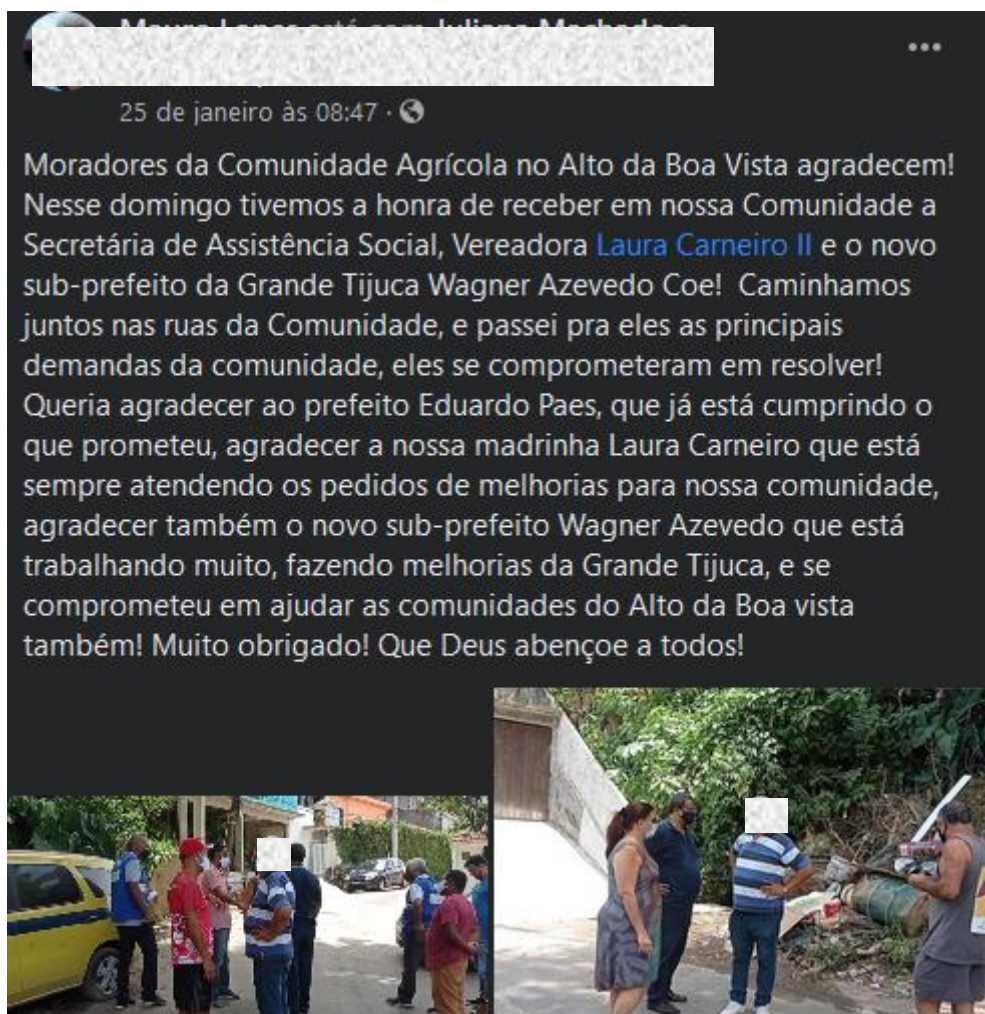 25 de janeiro às 08:47 ·
Moradores da Comunidade Agrícola no Alto da Boa Vista agradecem!
Nesse domingo tivemos a honra de receber em nossa Comunidade a
Secretária de Assistência Social, Vereadora Laura Carneiro II e o novo
sub-prefeito da Grande Tijuca Wagner Azevedo Coe! Caminhamos
juntos nas ruas da Comunidade, e passei pra eles as principais
demandas da comunidade, eles se comprometeram em resolver!
Queria agradecer ao prefeito Eduardo Paes, que já está cumprindo o
que prometeu, agradecer a nossa madrinha Laura Carneiro que está
sempre atendendo os pedidos de melhorias para nossa comunidade,
agradecer também o novo sub-prefeito Wagner Azevedo que está
trabalhando muito, fazendo melhorias da Grande Tijuca, e se
comprometeu em ajudar as comunidades do Alto da Boa vista
também! Muito obrigado! Que Deus abençoe a todos!